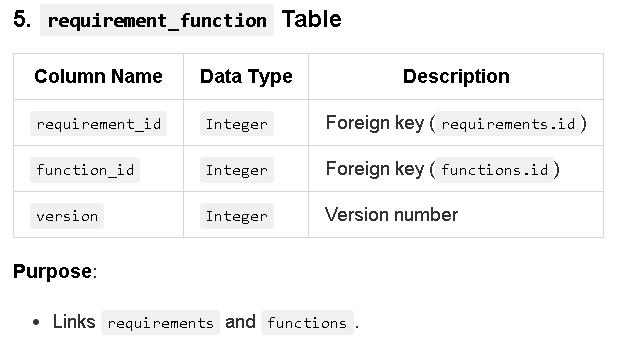 5. requirement_function Table
Column Name Data Type Description
requirement_id Integer Foreign key ( requirements.id )
function_id Integer Foreign key ( functions.id )
version Integer Version number
Purpose:
• Links requirements and functions .